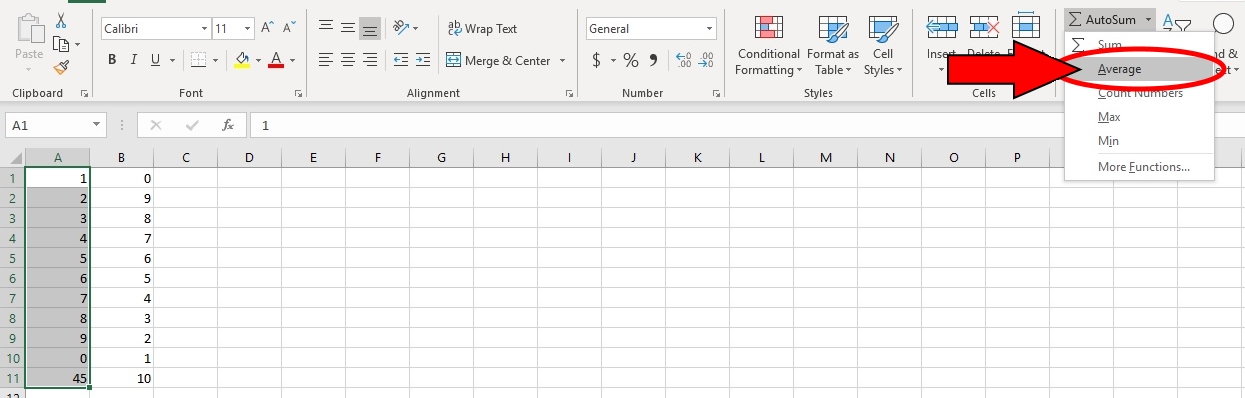 Calibri 11 A A
ab Wrap Text
General
AutoSum
A
Z
Sum
Paste
B I U
A
Merge & Center
$ %
Conditional Formatting
Format as Table
Cell Styles
Insert
Delete
nd &
Average
Count Numbers
Max
Min
More Functions...
Clipboard
Font
Alignment
Number
Styles
Cells
A1
fx
1
A B C D E F G H I J K L M N O P
1 1 0
2 2 9
3 3 8
4 4 7
5 5 6
6 6 5
7 7 4
8 8 3
9 9 2
10 0 1
11 45 10
12